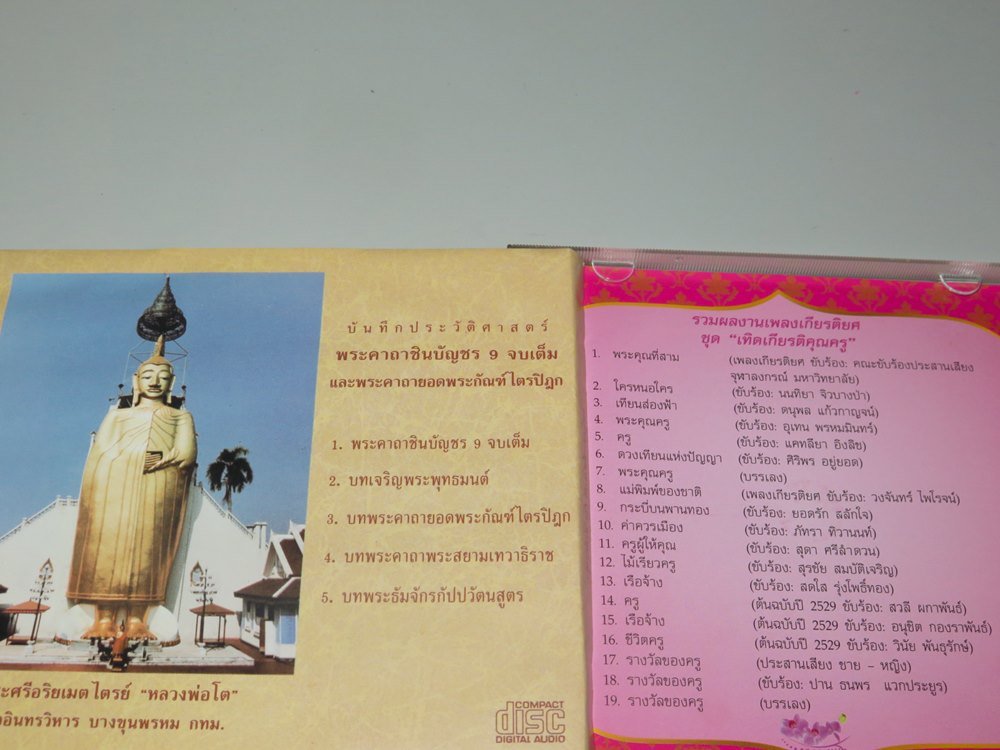 บันทึกประวัติศาสตร์
พระคาถาชินบัญชร 9 จบเต็ม
และพระคาถายอดพระกัณฑ์ไตรปิฎก
1. พระคาถาชินบัญชร 9 จบเต็ม
2. บทเจริญพระพุทธมนต์
3. บทพระคาถายอดพระกัณฑ์ไตรปิฎก
4. บทพระคาถาพระสยามเทวาธิราช
5. บทพระธัมจักรกัปปวัตนสูตร
ะศรีอริยเมตไตรย์ "หลวงพ่อโต"
อินทรวิหาร บางขุนพรหม กทม.
COMPACT
disc
DIGITAL AUDIO
รวมผลงานเพลงเกียรติยศ
ชุด "เทิดเกียรติคุณครู"
1. พระคุณที่สาม (เพลงเกียรติยศ ขับร้อง: คณะขับร้องประสานเสียง
จุฬาลงกรณ์ มหาวิทยาลัย)
2. ใครหนอใคร (ขับร้อง: นนทิยา จิวบางป่า)
3. เทียนส่องฟ้า (ขับร้อง: ดนุพล แก้วกาญจน์)
4. พระคุณครู (ขับร้อง: อุเทน พรหมมินทร์)
5. ครู (ขับร้อง: แคทลียา อิงลิช)
6. ดวงเทียนแห่งปัญญา (ขับร้อง: ศิริพร อยู่ยอด)
7. พระคุณครู (บรรเลง)
8. แม่พิมพ์ของชาติ (เพลงเกียรติยศ ขับร้อง: วงจันทร์ ไพโรจน์)
9. กระบี่บนพานทอง (ขับร้อง: ยอดรัก สลักใจ)
10. ค่าควรเมือง (ขับร้อง: ภัทรา ทิวานนท์)
11. ครูผู้ให้คุณ (ขับร้อง: สุดา ศรีลำดวน)
12. ไม้เรียวครู (ขับร้อง: สุรชัย สมบัติเจริญ)
13. เรือจ้าง (ขับร้อง: สดใส รุ่งโพธิ์ทอง)
14. ครู (ต้นฉบับปี 2529 ขับร้อง: สวลี ผกาพันธ์)
15. เรือจ้าง (ต้นฉบับปี 2529 ขับร้อง: อนุชิต กองราพันธ์)
16. ชีวิตครู (ต้นฉบับปี 2529 ขับร้อง: วินัย พันธุรักษ์)
17. รางวัลของครู (ประสานเสียง ชาย - หญิง)
18. รางวัลของครู (ขับร้อง: ปาน ธนพร แวกประยูร)
19. รางวัลของครู (บรรเลง)